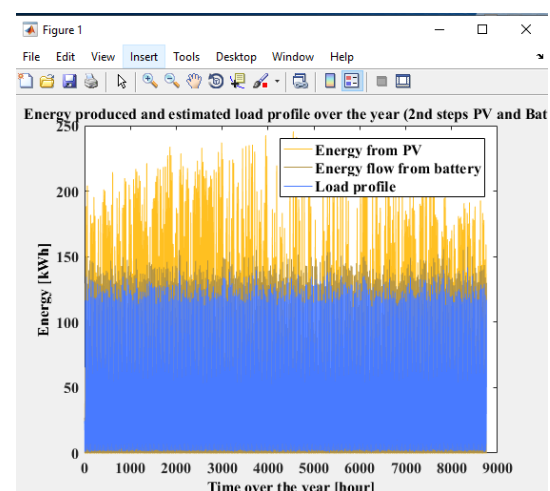 Figure 1
File Edit View Insert Tools Desktop Window Help
Energy produced and estimated load profile over the year (2nd steps PV and Bat
250
200
150
100
50
0
Energy [kWh]
Energy from PV
Energy flow from battery
Load profile
0 1000 2000 3000 4000 5000 6000 7000 8000 9000
Time over the year [hour]